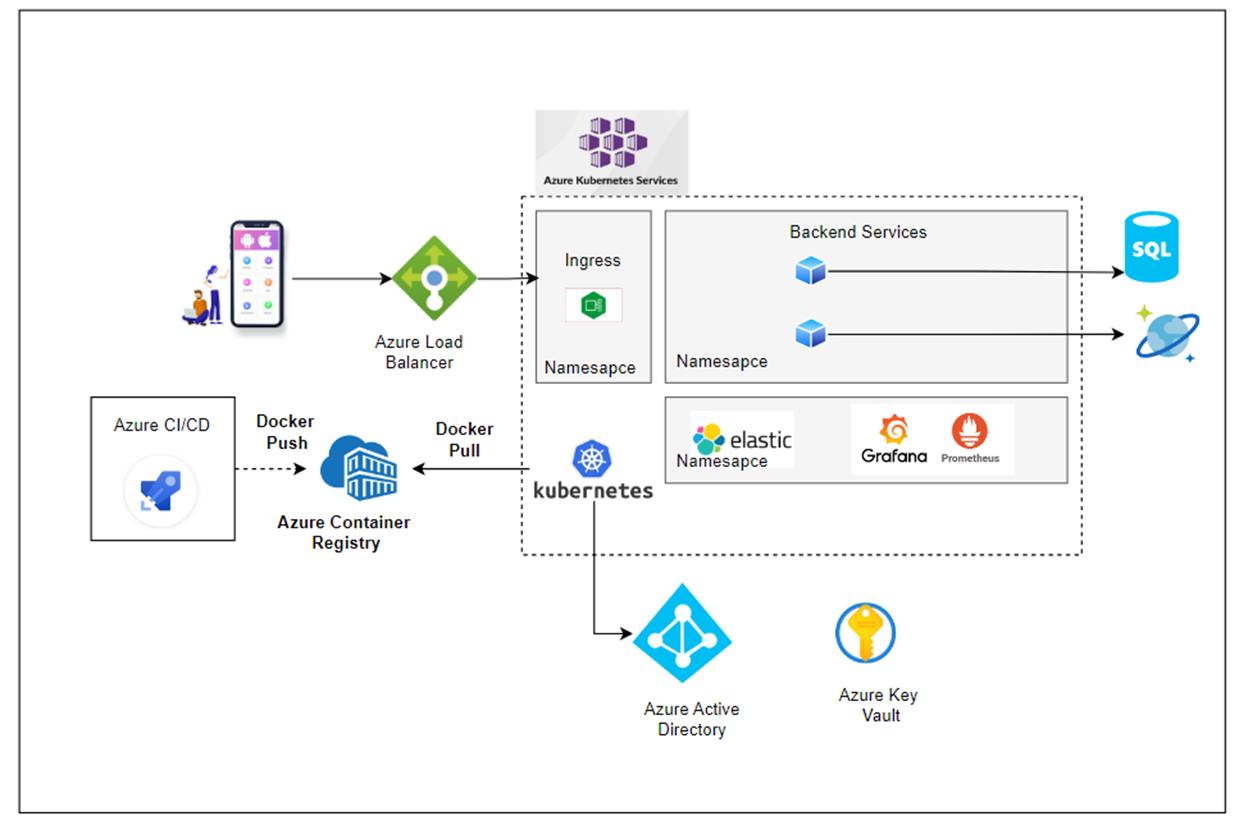 Azure Kubernetes Services
Backend Services
SQL
Ingress
Azure Load
Balancer
Namesapce
Namesapce
Azure CI/CD
Docker
Push
Docker
Pull
elastic
Namesapce
Grafana
Prometheus
kubernetes
Azure Container
Registry
Azure Active
Directory
Azure Key
Vault